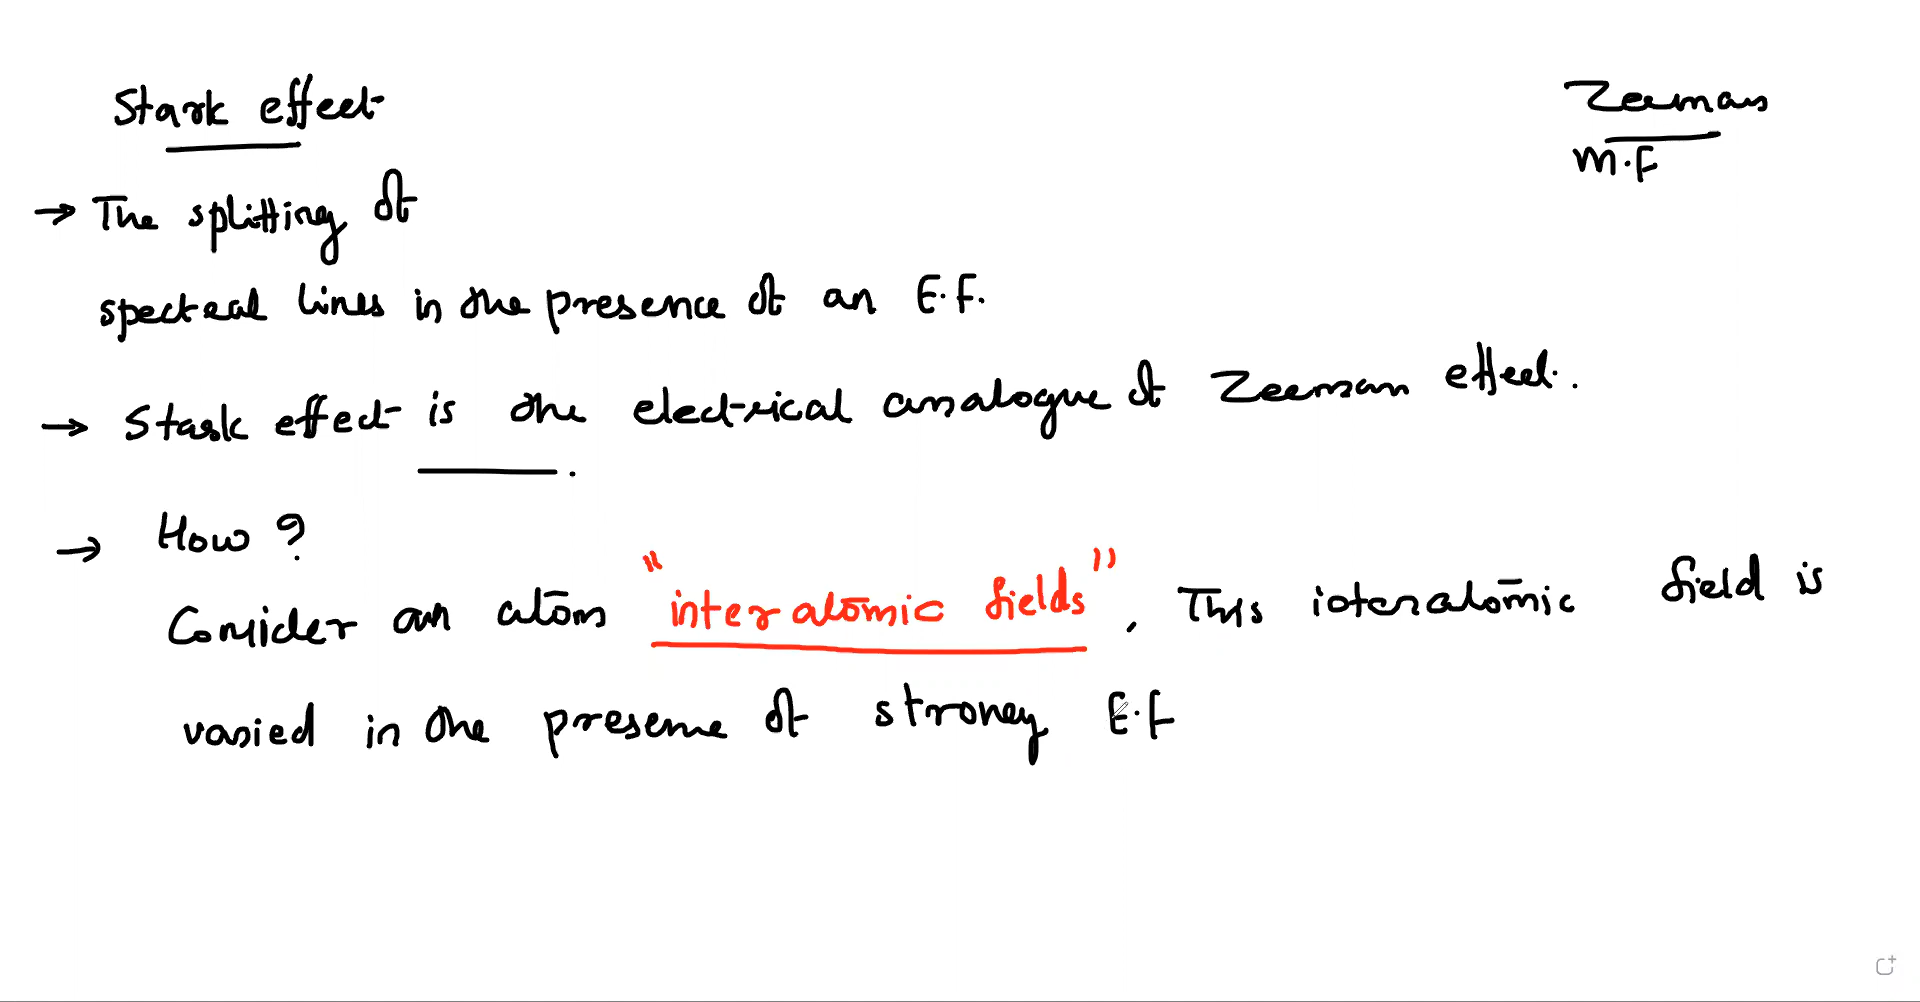 Stark effect
Zeeman
M.F
→ The splitting of
spectral lines in the presence of an E.F.
→ Stark effect is the electrical analogue of Zeeman effect.
→ How?
Consider an atom "interatomic fields", This interatomic field is
varied in the presence of strong E.F